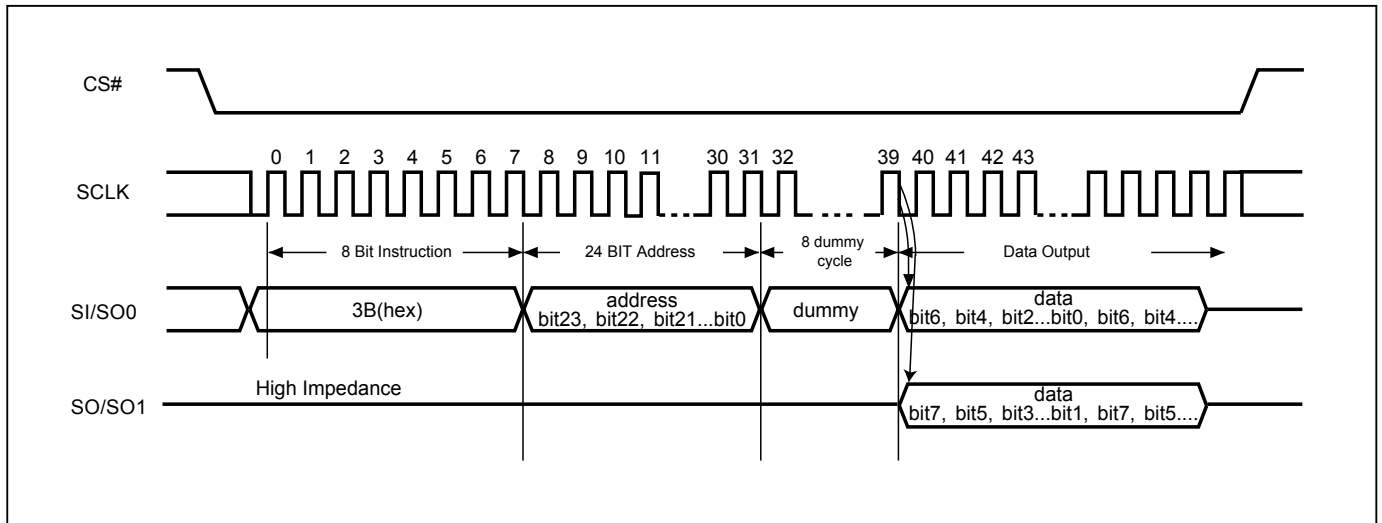 CS#
0 1 2 3 4 5 6 7 8 9 10 11 30 31 32 39 40 41 42 43
SCLK
8 Bit Instruction
24 BIT Address
8 dummy
cycle
Data Output
SI/SO0
3B(hex)
address
bit23, bit22, bit21...bit0
dummy
data
bit6, bit4, bit2...bit0, bit6, bit4....
High Impedance
SO/SO1
data
bit7, bit5, bit3...bit1, bit7, bit5....